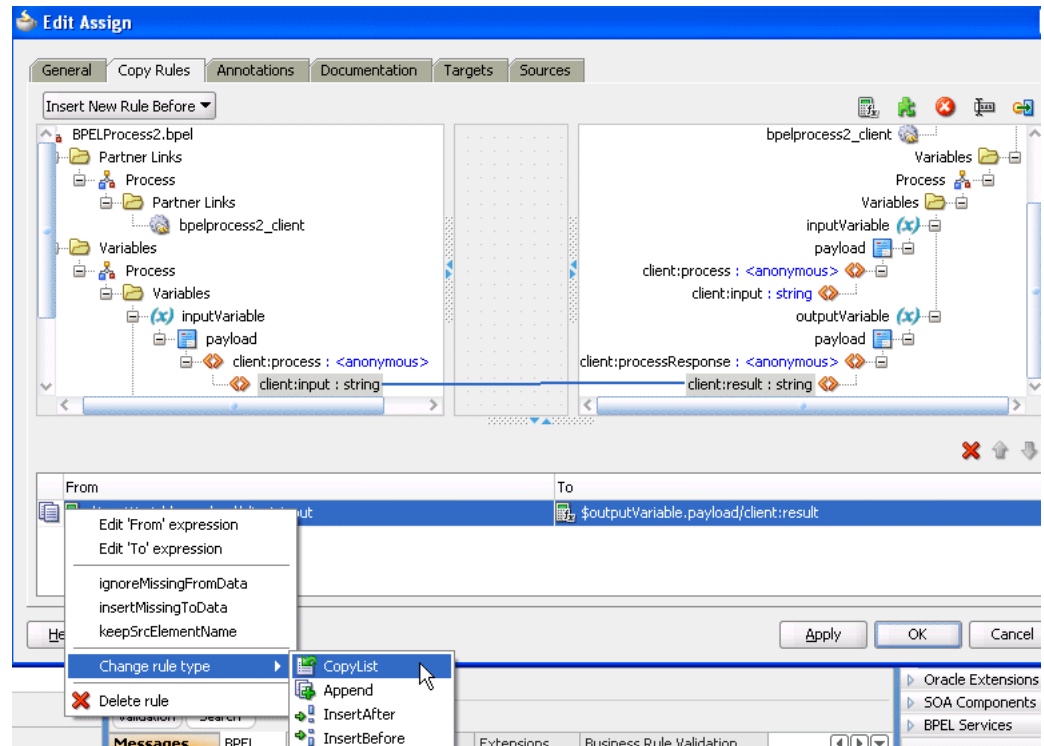 Edit Assign
General Copy Rules Annotations Documentation Targets Sources
Insert New Rule Before
BPELProcess2.bpel
Partner Links
Process
Partner Links
bpelprocess2_client
Variables
Process
Variables
inputVariable
payload
client:process : <anonymous>
client:input : string
bpelprocess2_client
Variables
Process
Variables
inputVariable
payload
client:process : <anonymous>
client:input : string
outputVariable
payload
client:processResponse : <anonymous>
client:result : string
From To
$outputVariable.payload/client:result
Edit 'From' expression
Edit 'To' expression
ignoreMissingFromData
insertMissingToData
keepSrcElementName
Change rule type
Delete rule
CopyList
Append
InsertAfter
InsertBefore
Apply OK Cancel
Oracle Extensions
SOA Components
BPEL Services
Validation Search
Messages BPEL Extensions Business Rule Validation